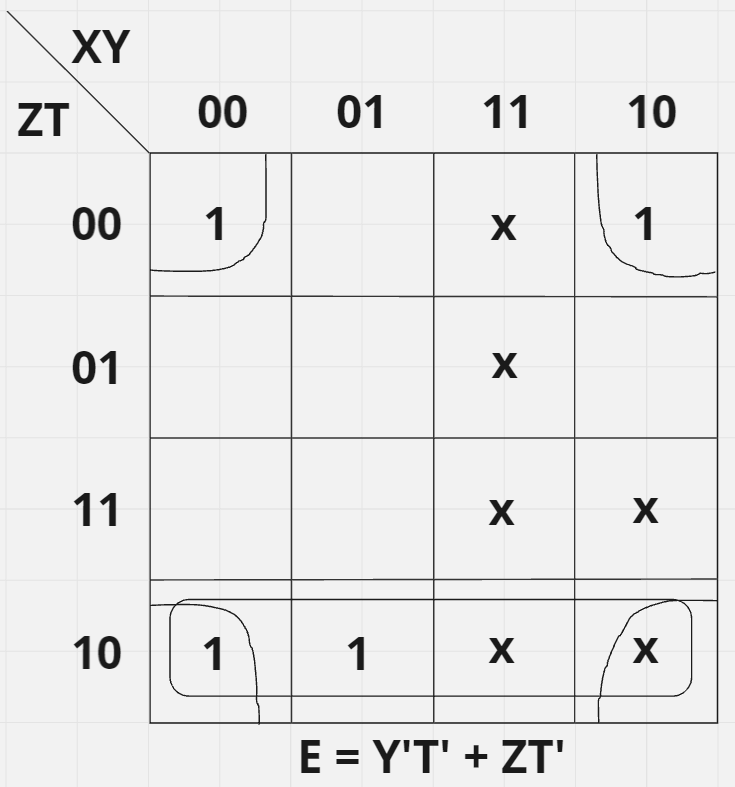 XY
ZT
00 01 11 10
00 1 x 1
01 x
11 x x
10 1 1 x x
E = Y'T' + ZT'